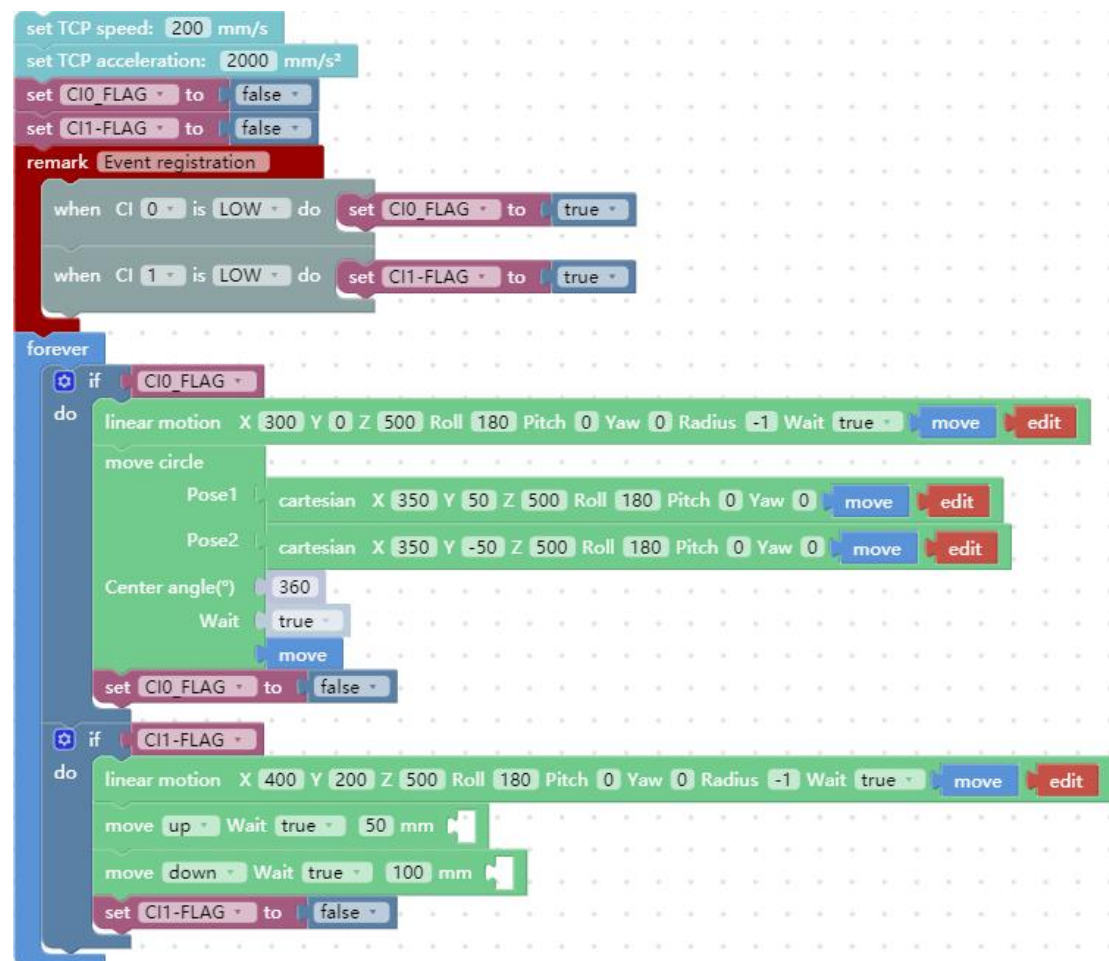 set TCP speed: 200 mm/s
set TCP acceleration: 2000 mm/s²
set CI0_FLAG to false
set CI1-FLAG to false
remark Event registration
when CI 0 is LOW do set CI0_FLAG to true
when CI 1 is LOW do set CI1-FLAG to true
forever
if CI0_FLAG
do linear motion X 300 Y 0 Z 500 Roll 180 Pitch 0 Yaw 0 Radius -1 Wait true move edit
move circle
Pose1 cartesian X 350 Y 50 Z 500 Roll 180 Pitch 0 Yaw 0 move edit
Pose2 cartesian X 350 Y -50 Z 500 Roll 180 Pitch 0 Yaw 0 move edit
Center angle(°) 360
Wait true
move
set CI0_FLAG to false
if CI1-FLAG
do linear motion X 400 Y 200 Z 500 Roll 180 Pitch 0 Yaw 0 Radius -1 Wait true move edit
move up Wait true 50 mm
move down Wait true 100 mm
set CI1-FLAG to false